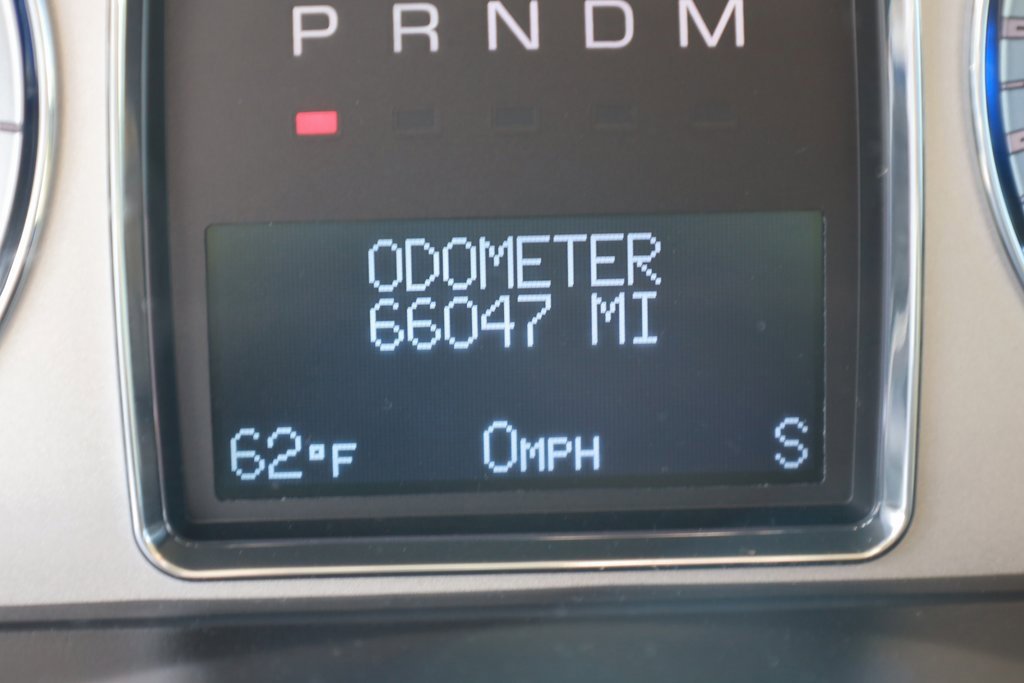 P R N D M
ODOMETER
66047 MI
62°F 0MPH S